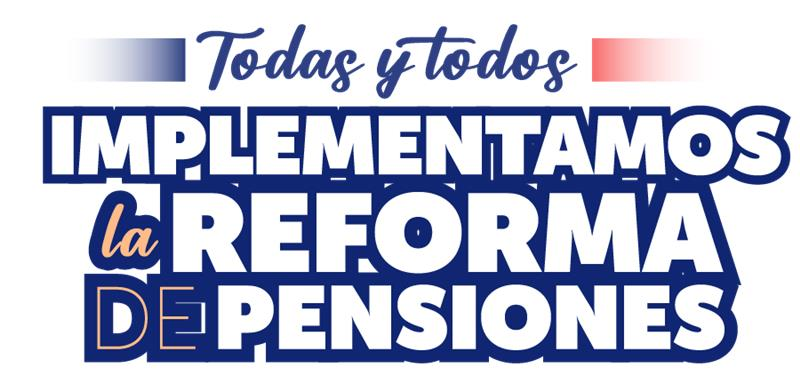 Todas y todos
IMPLEMENTAMOS
la REFORMA
DE PENSIONES